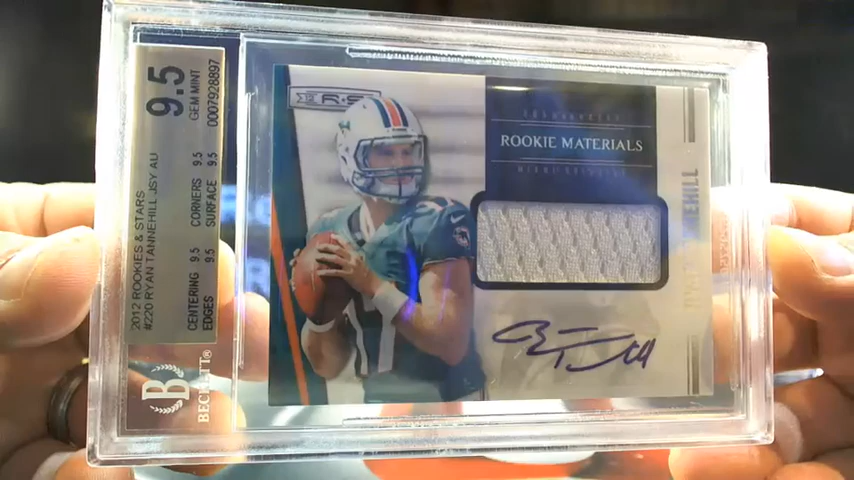 2012 ROOKIES & STARS
#220 RYAN TANNEHILL JSY AU
9.5
GEM MINT
0007928897
CENTERING 9.5 CORNERS 9.5
EDGES 9.5 SURFACE 9.5
B
BECKETT®
R·S
ROOKIE MATERIALS
17